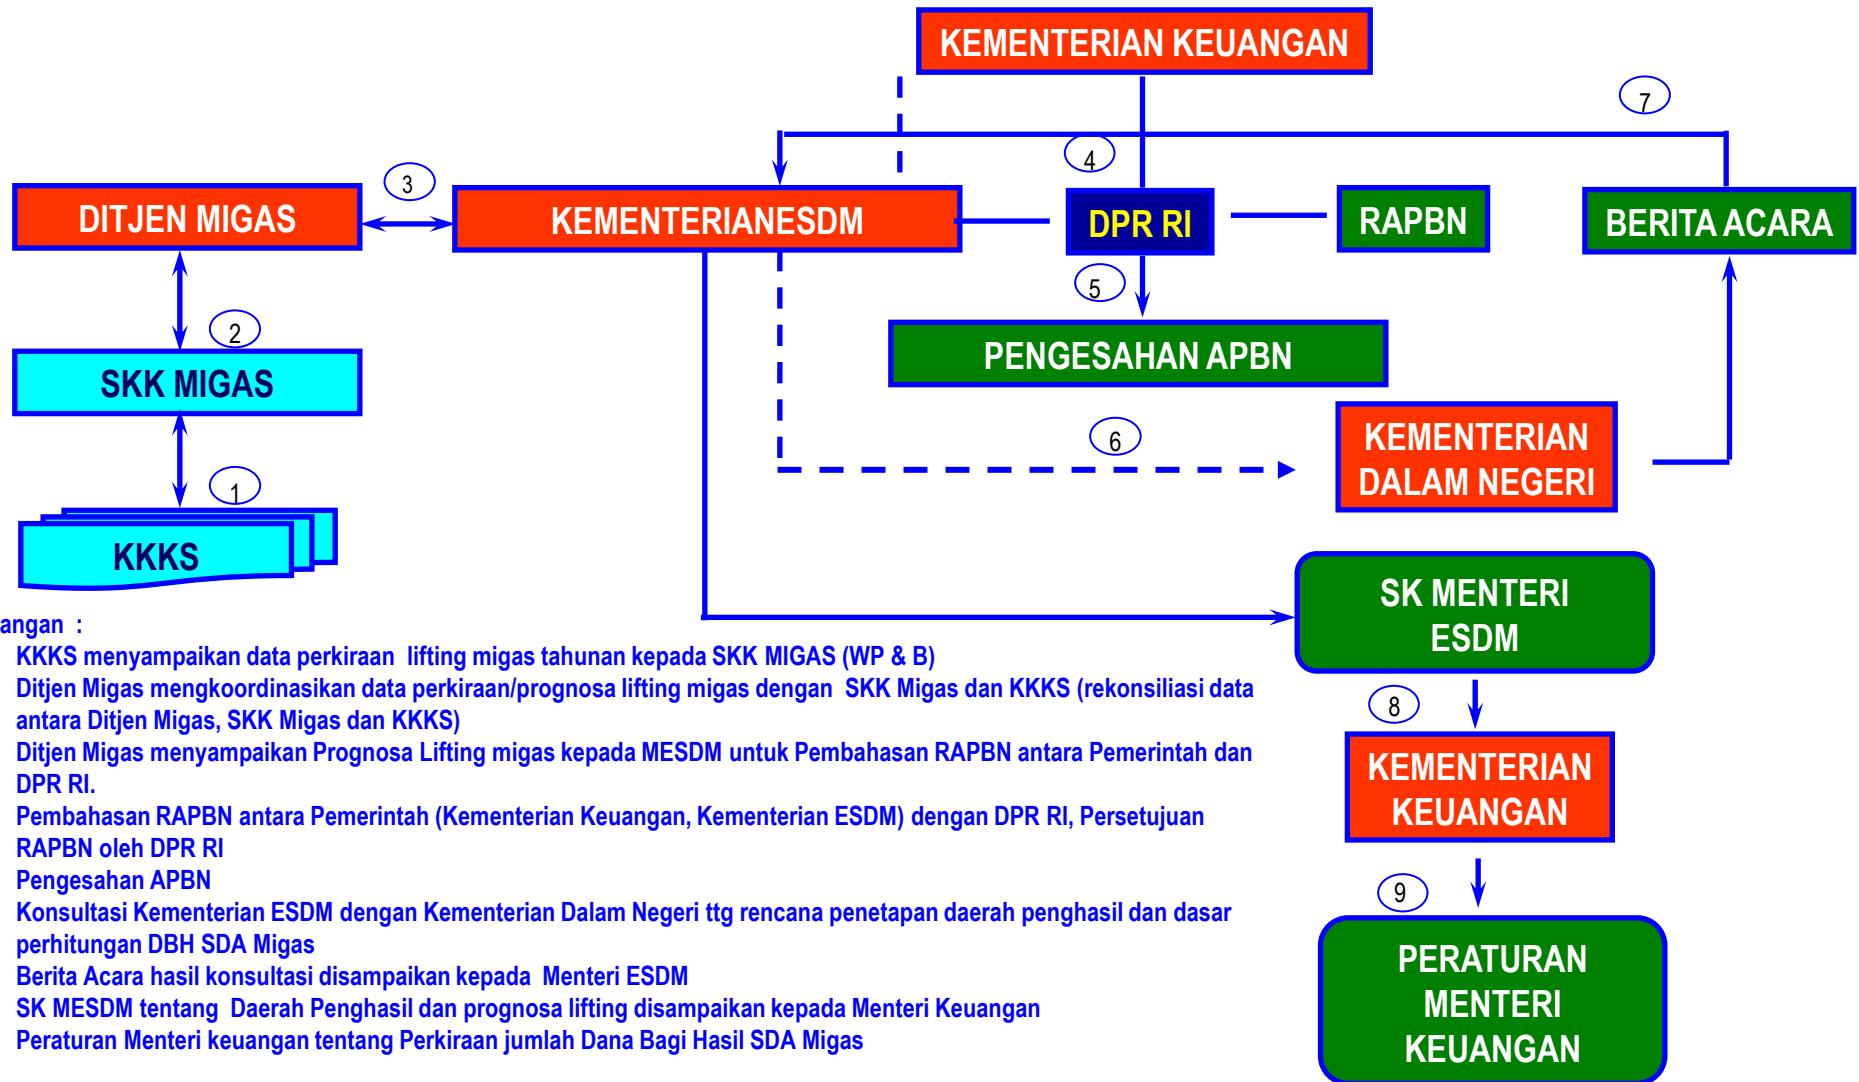 KEMENTERIAN KEUANGAN
7
4
3
DITJEN MIGAS
KEMENTERIANESDM
DPR RI
RAPBN
BERITA ACARA
5
2
PENGESAHAN APBN
SKK MIGAS
6
KEMENTERIAN
DALAM NEGERI
1
KKKS
SK MENTERI
ESDM
angan :
KKKS menyampaikan data perkiraan lifting migas tahunan kepada SKK MIGAS (WP & B)
Ditjen Migas mengkoordinasikan data perkiraan/prognosa lifting migas dengan SKK Migas dan KKKS (rekonsiliasi data
antara Ditjen Migas, SKK Migas dan KKKS)
Ditjen Migas menyampaikan Prognosa Lifting migas kepada MESDM untuk Pembahasan RAPBN antara Pemerintah dan
DPR RI.
Pembahasan RAPBN antara Pemerintah (Kementerian Keuangan, Kementerian ESDM) dengan DPR RI, Persetujuan
RAPBN oleh DPR RI
Pengesahan APBN
Konsultasi Kementerian ESDM dengan Kementerian Dalam Negeri ttg rencana penetapan daerah penghasil dan dasar
perhitungan DBH SDA Migas
Berita Acara hasil konsultasi disampaikan kepada Menteri ESDM
SK MESDM tentang Daerah Penghasil dan prognosa lifting disampaikan kepada Menteri Keuangan
Peraturan Menteri keuangan tentang Perkiraan jumlah Dana Bagi Hasil SDA Migas
8
KEMENTERIAN
KEUANGAN
9
PERATURAN
MENTERI
KEUANGAN